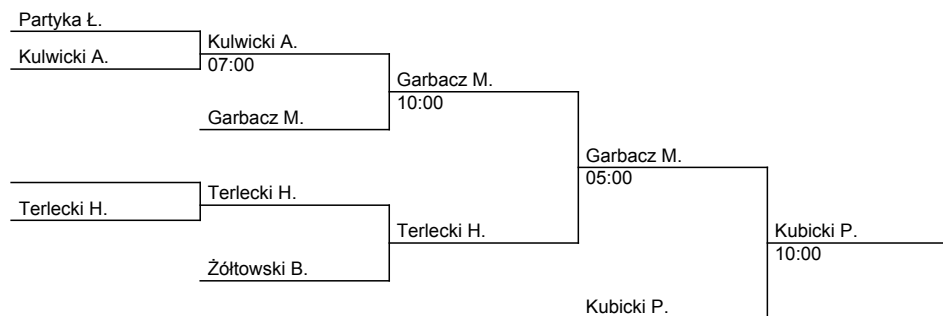 Partyka Ł.
Kulwicki A.
Kulwicki A.
07:00
Garbacz M.
Garbacz M.
10:00
Terlecki H.
Terlecki H.
Żółtowski B.
Terlecki H.
Garbacz M.
05:00
Kubicki P.
Kubicki P.
10:00